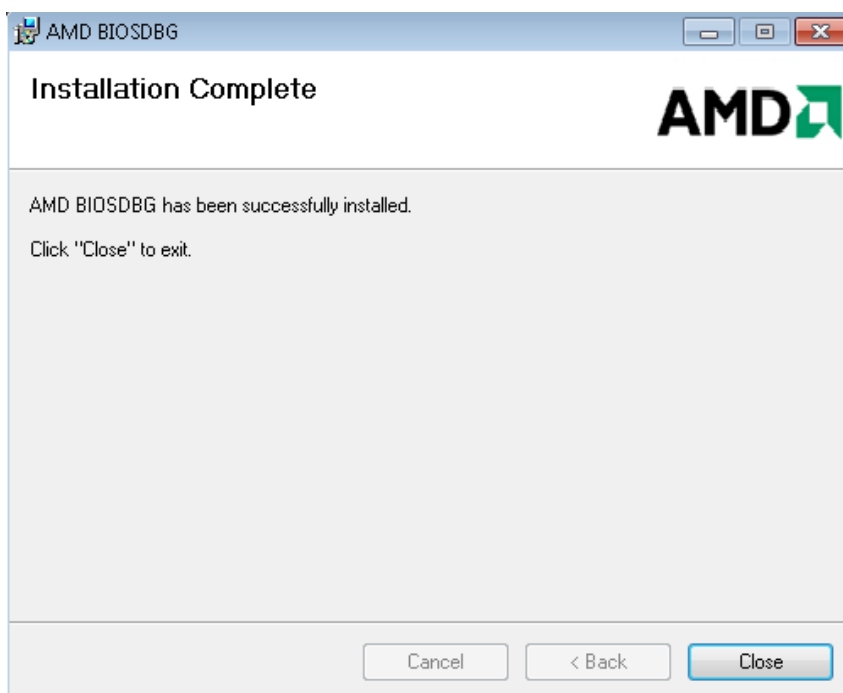 AMD BIOSDBG
Installation Complete
AMD
AMD BIOSDBG has been successfully installed.
Click "Close" to exit.
Cancel
< Back
Close